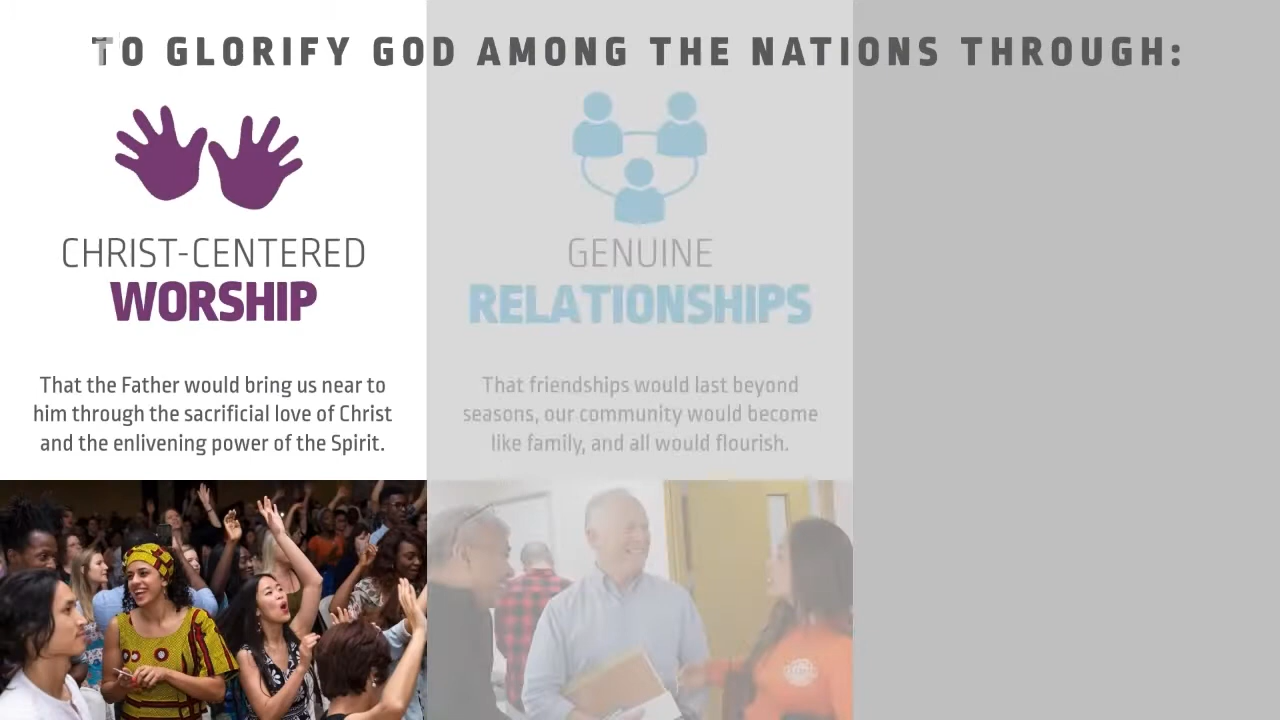 TO GLORIFY GOD AMONG THE NATIONS THROUGH:
CHRIST-CENTERED
WORSHIP
That the Father would bring us near to
him through the sacrificial love of Christ
and the enlivening power of the Spirit.
GENUINE
RELATIONSHIPS
That friendships would last beyond
seasons, our community would become
like family, and all would flourish.